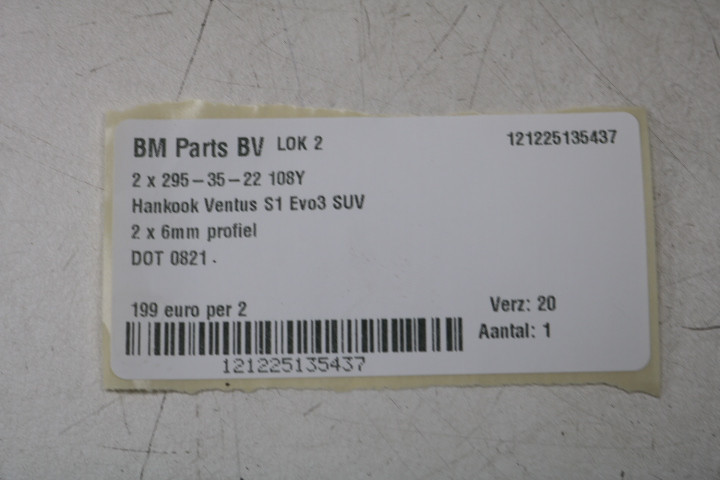 BM Parts BV LOK 2
121225135437
2 x 295-35-22 108Y
Hankook Ventus S1 Evo3 SUV
2 x 6mm profiel
DOT 0821.
199 euro per 2
Verz: 20
Aantal: 1
121225135437